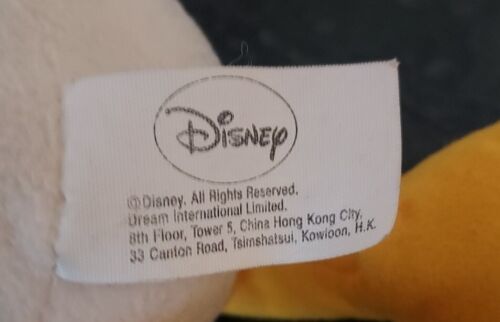 Disney
©Disney. All Rights Reserved.
Dream International Limited.
8th Floor, Tower 5, China Hong Kong City,
33 Canton Road, Tsimshatsui, Kowloon, H.K.